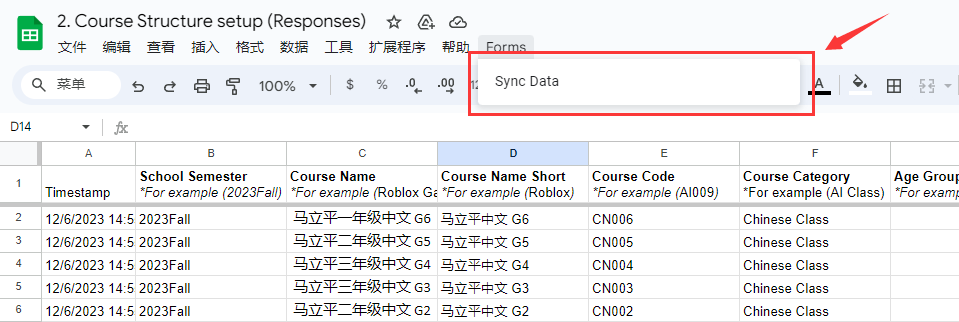 2. Course Structure setup (Responses)
文件 编辑 查看 插入 格式 数据 工具 扩展程序 帮助 Forms
菜单 100% $ % .0 .00 12 A
Sync Data
D14 fx
A B C D E F
1 Timestamp School Semester *For example (2023Fall) Course Name *For example (Roblox Ga Course Name Short *For example (Roblox) Course Code *For example (AI009) Course Category *For example (AI Class) Age Group *For exam
2 12/6/2023 14:5 2023Fall 马立平一年级中文 G6 马立平中文 G6 CN006 Chinese Class
3 12/6/2023 14:5 2023Fall 马立平二年级中文 G5 马立平中文 G5 CN005 Chinese Class
4 12/6/2023 14:5 2023Fall 马立平三年级中文 G4 马立平中文 G4 CN004 Chinese Class
5 12/6/2023 14:5 2023Fall 马立平三年级中文 G3 马立平中文 G3 CN003 Chinese Class
6 12/6/2023 14:5 2023Fall 马立平二年级中文 G2 马立平中文 G2 CN002 Chinese Class